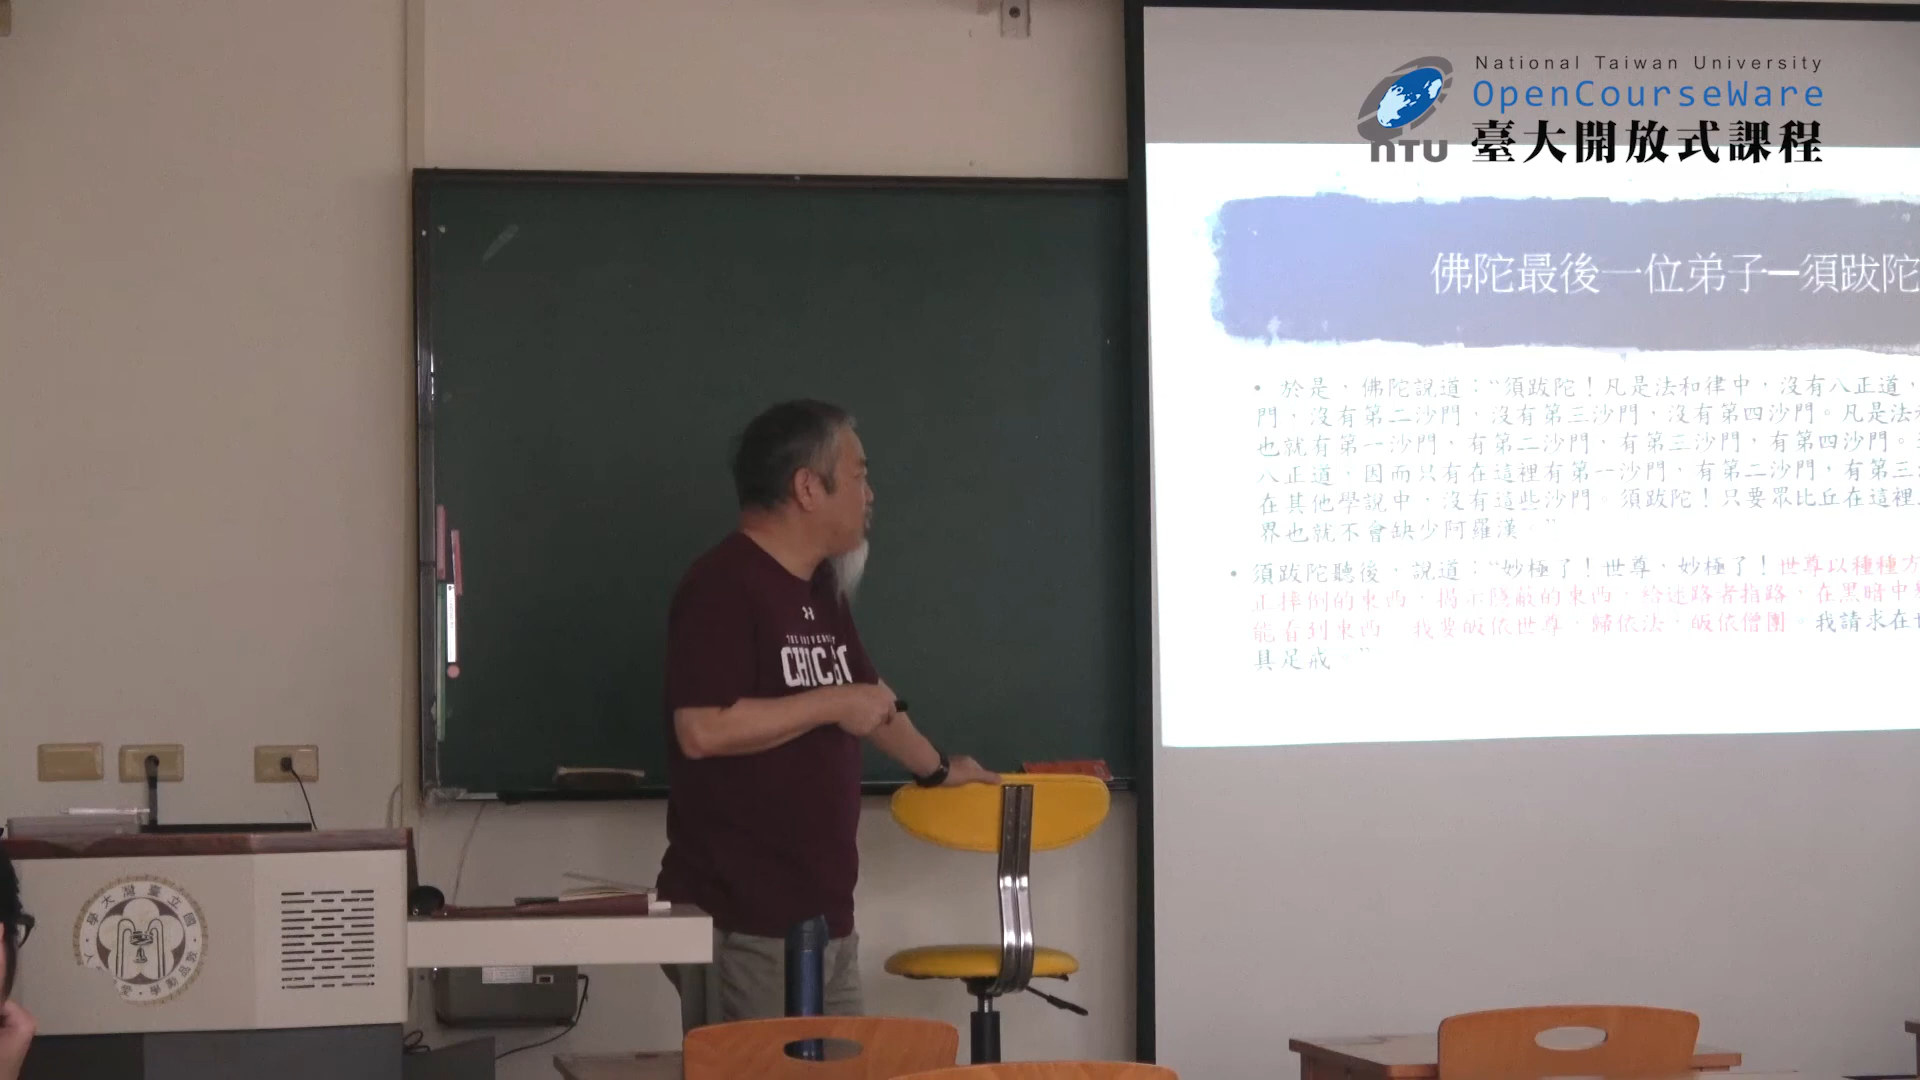 National Taiwan University
OpenCourseWare
NTU 臺大開放式課程
佛陀最後一位弟子—須跋陀
• 於是，佛陀說道：“須跋陀！凡是法和律中，沒有八正道，
門，沒有第二沙門，沒有第三沙門，沒有第四沙門。凡是法
也就有第一沙門，有第二沙門，有第三沙門，有第四沙門。
八正道，因而只有在這裡有第一沙門，有第二沙門，有第三
在其他學說中，沒有這些沙門。須跋陀！只要眾比丘在這裡
界也就不會缺少阿羅漢。”
• 須跋陀聽後，說道：“妙極了！世尊，妙極了！世尊以種種方
正摔倒的東西，揭示隱蔽的東西，給迷路者指路，在黑暗中
能看到東西。我要皈依世尊，歸依法，皈依僧團。我請求在
具足戒。”
CHIC